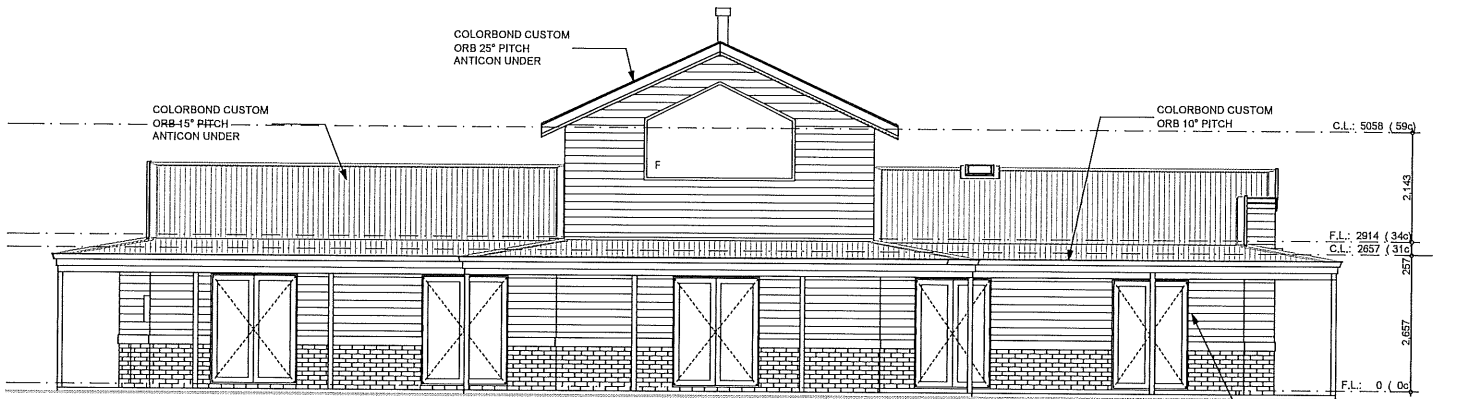 COLORBOND CUSTOM
ORB 25° PITCH
ANTICON UNDER
COLORBOND CUSTOM
ORB 15° PITCH
ANTICON UNDER
COLORBOND CUSTOM
ORB 10° PITCH
C.L.: 5058 ( 59c)
2,143
F
F.L.: 2914 ( 34c)
C.L.: 2657 ( 31c
257
2,657
F.L.: 0 ( 0c